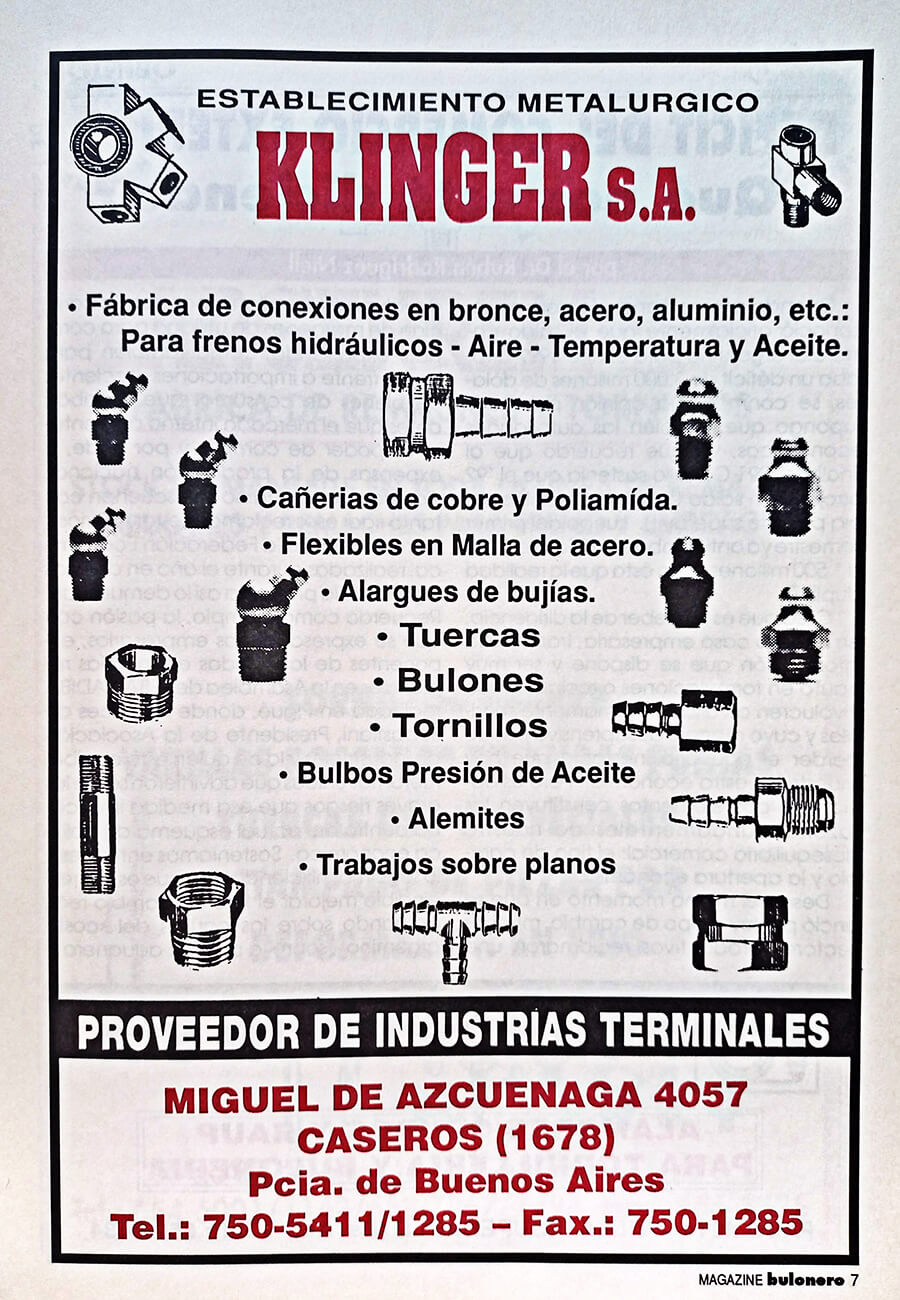 ESTABLECIMIENTO METALURGICO
KLINGER S.A.
• Fábrica de conexiones en bronce, acero, aluminio, etc.:
Para frenos hidráulicos - Aire - Temperatura y Aceite.
• Cañerias de cobre y Poliamída.
• Flexibles en Malla de acero.
• Alargues de bujías.
• Tuercas
• Bulones
• Tornillos
• Bulbos Presión de Aceite
• Alemites
• Trabajos sobre planos
PROVEEDOR DE INDUSTRIAS TERMINALES
MIGUEL DE AZCUENAGA 4057
CASEROS (1678)
Pcia. de Buenos Aires
Tel.: 750-5411/1285 – Fax.: 750-1285
MAGAZINE bulonero 7